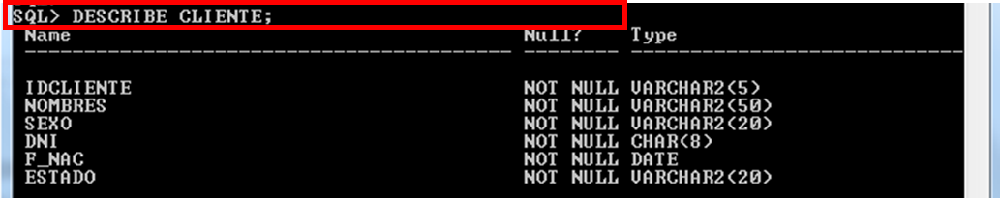 SQL> DESCRIBE CLIENTE;
Name Null? Type
----------------------------------------- -------- ----------------------------
IDCLIENTE NOT NULL VARCHAR2(5)
NOMBRES NOT NULL VARCHAR2(50)
SEXO NOT NULL VARCHAR2(20)
DNI NOT NULL CHAR(8)
F_NAC NOT NULL DATE
ESTADO NOT NULL VARCHAR2(20)